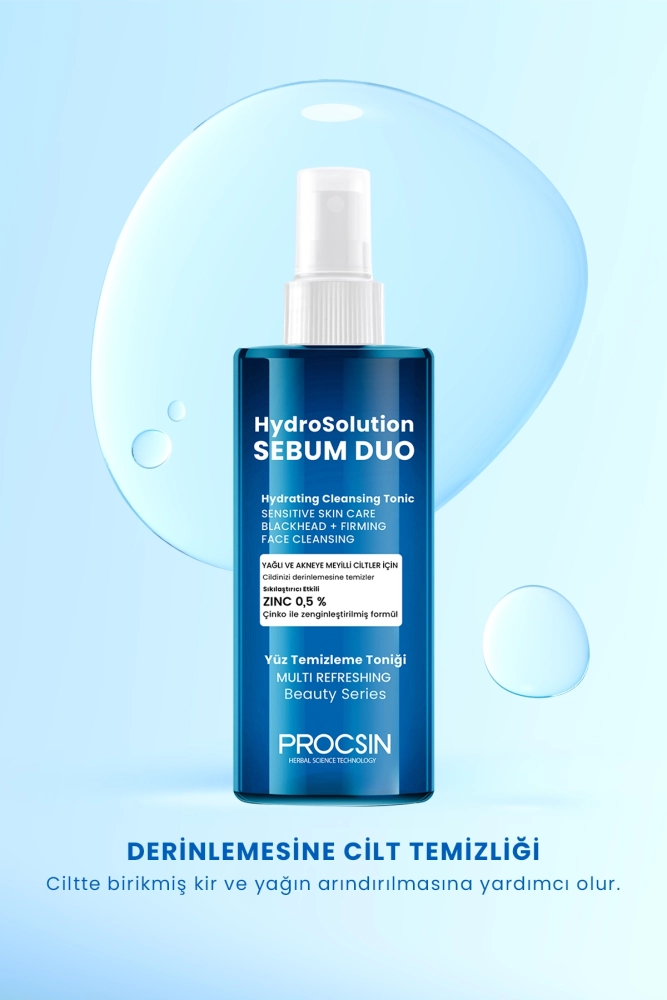 HydroSolution
SEBUM DUO
Hydrating Cleansing Tonic
SENSITIVE SKIN CARE
BLACKHEAD + FIRMING
FACE CLEANSING
YAĞLI VE AKNEYE MEYİLLİ CİLTLER İÇİN
Cildinizi derinlemesine temizler
Sıkılaştırıcı Etkili
ZINC 0,5 %
Çinko ile zenginleştirilmiş formül
Yüz Temizleme Toniği
MULTI REFRESHING
Beauty Series
PROCSIN
HERBAL SCIENCE TECHNOLOGY
DERİNLEMESİNE CİLT TEMİZLİĞİ
Ciltte birikmiş kir ve yağın arındırılmasına yardımcı olur.